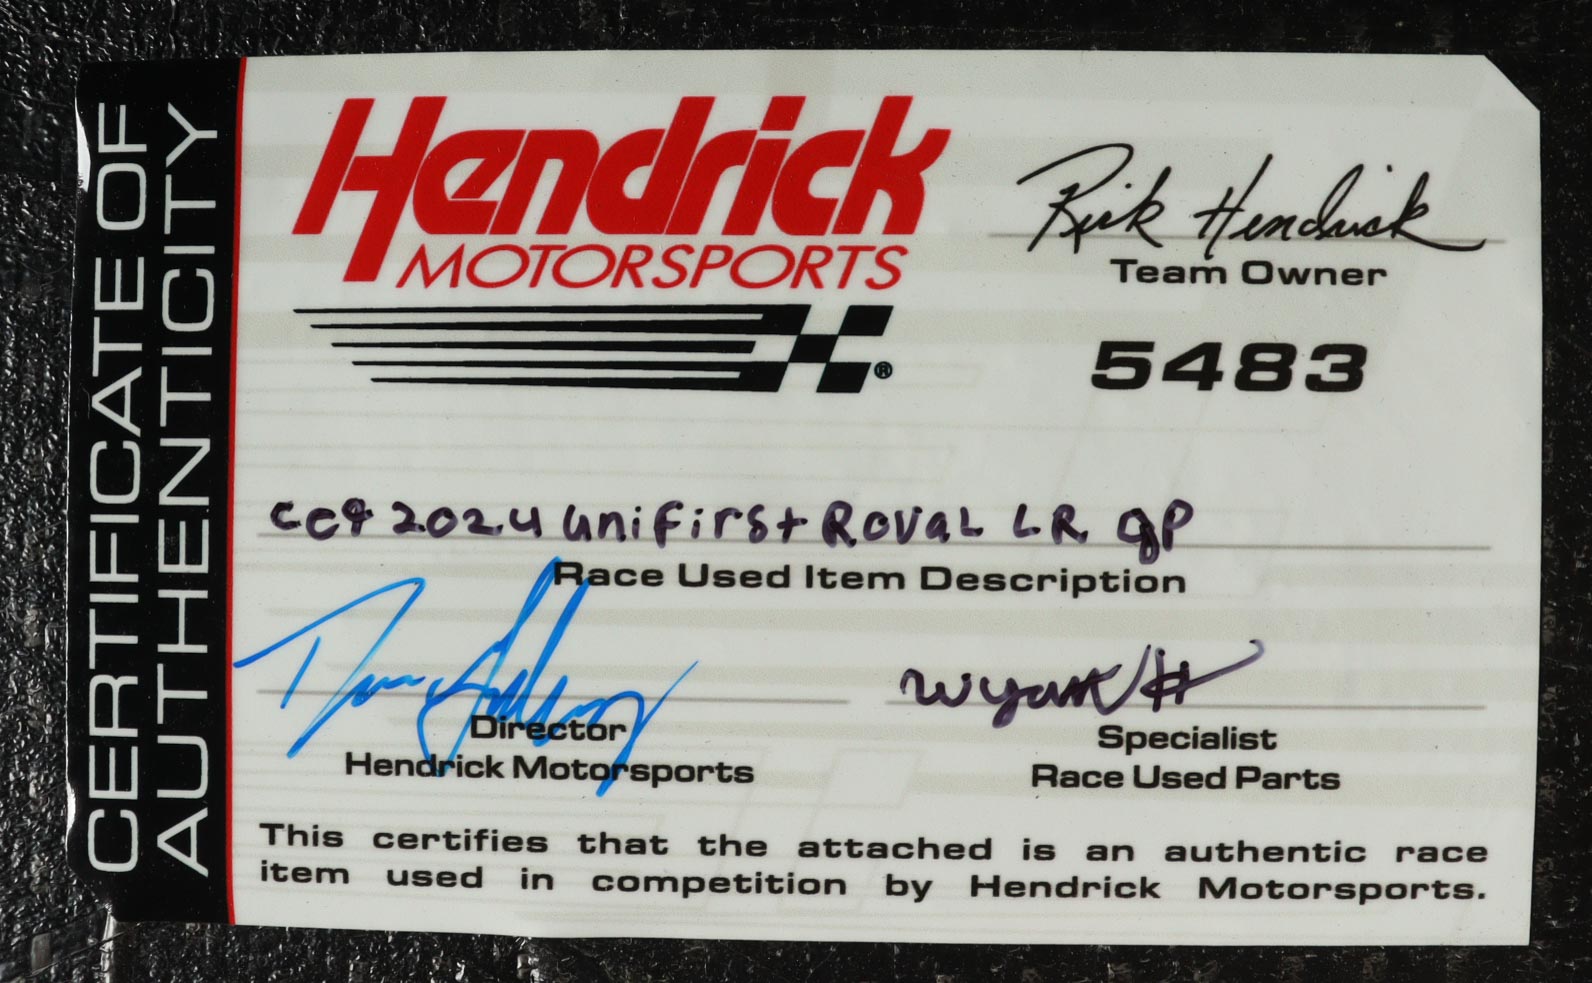 CERTIFICATE OF
AUTHENTICITY
Hendrick
MOTORSPORTS
®
Rick Hendrick
Team Owner
5483
CC9 2024 Unifirst Roval LR QP
Race Used Item Description
Director
Hendrick Motorsports
Wyatt H
Specialist
Race Used Parts
This certifies that the attached is an authentic race
item used in competition by Hendrick Motorsports.